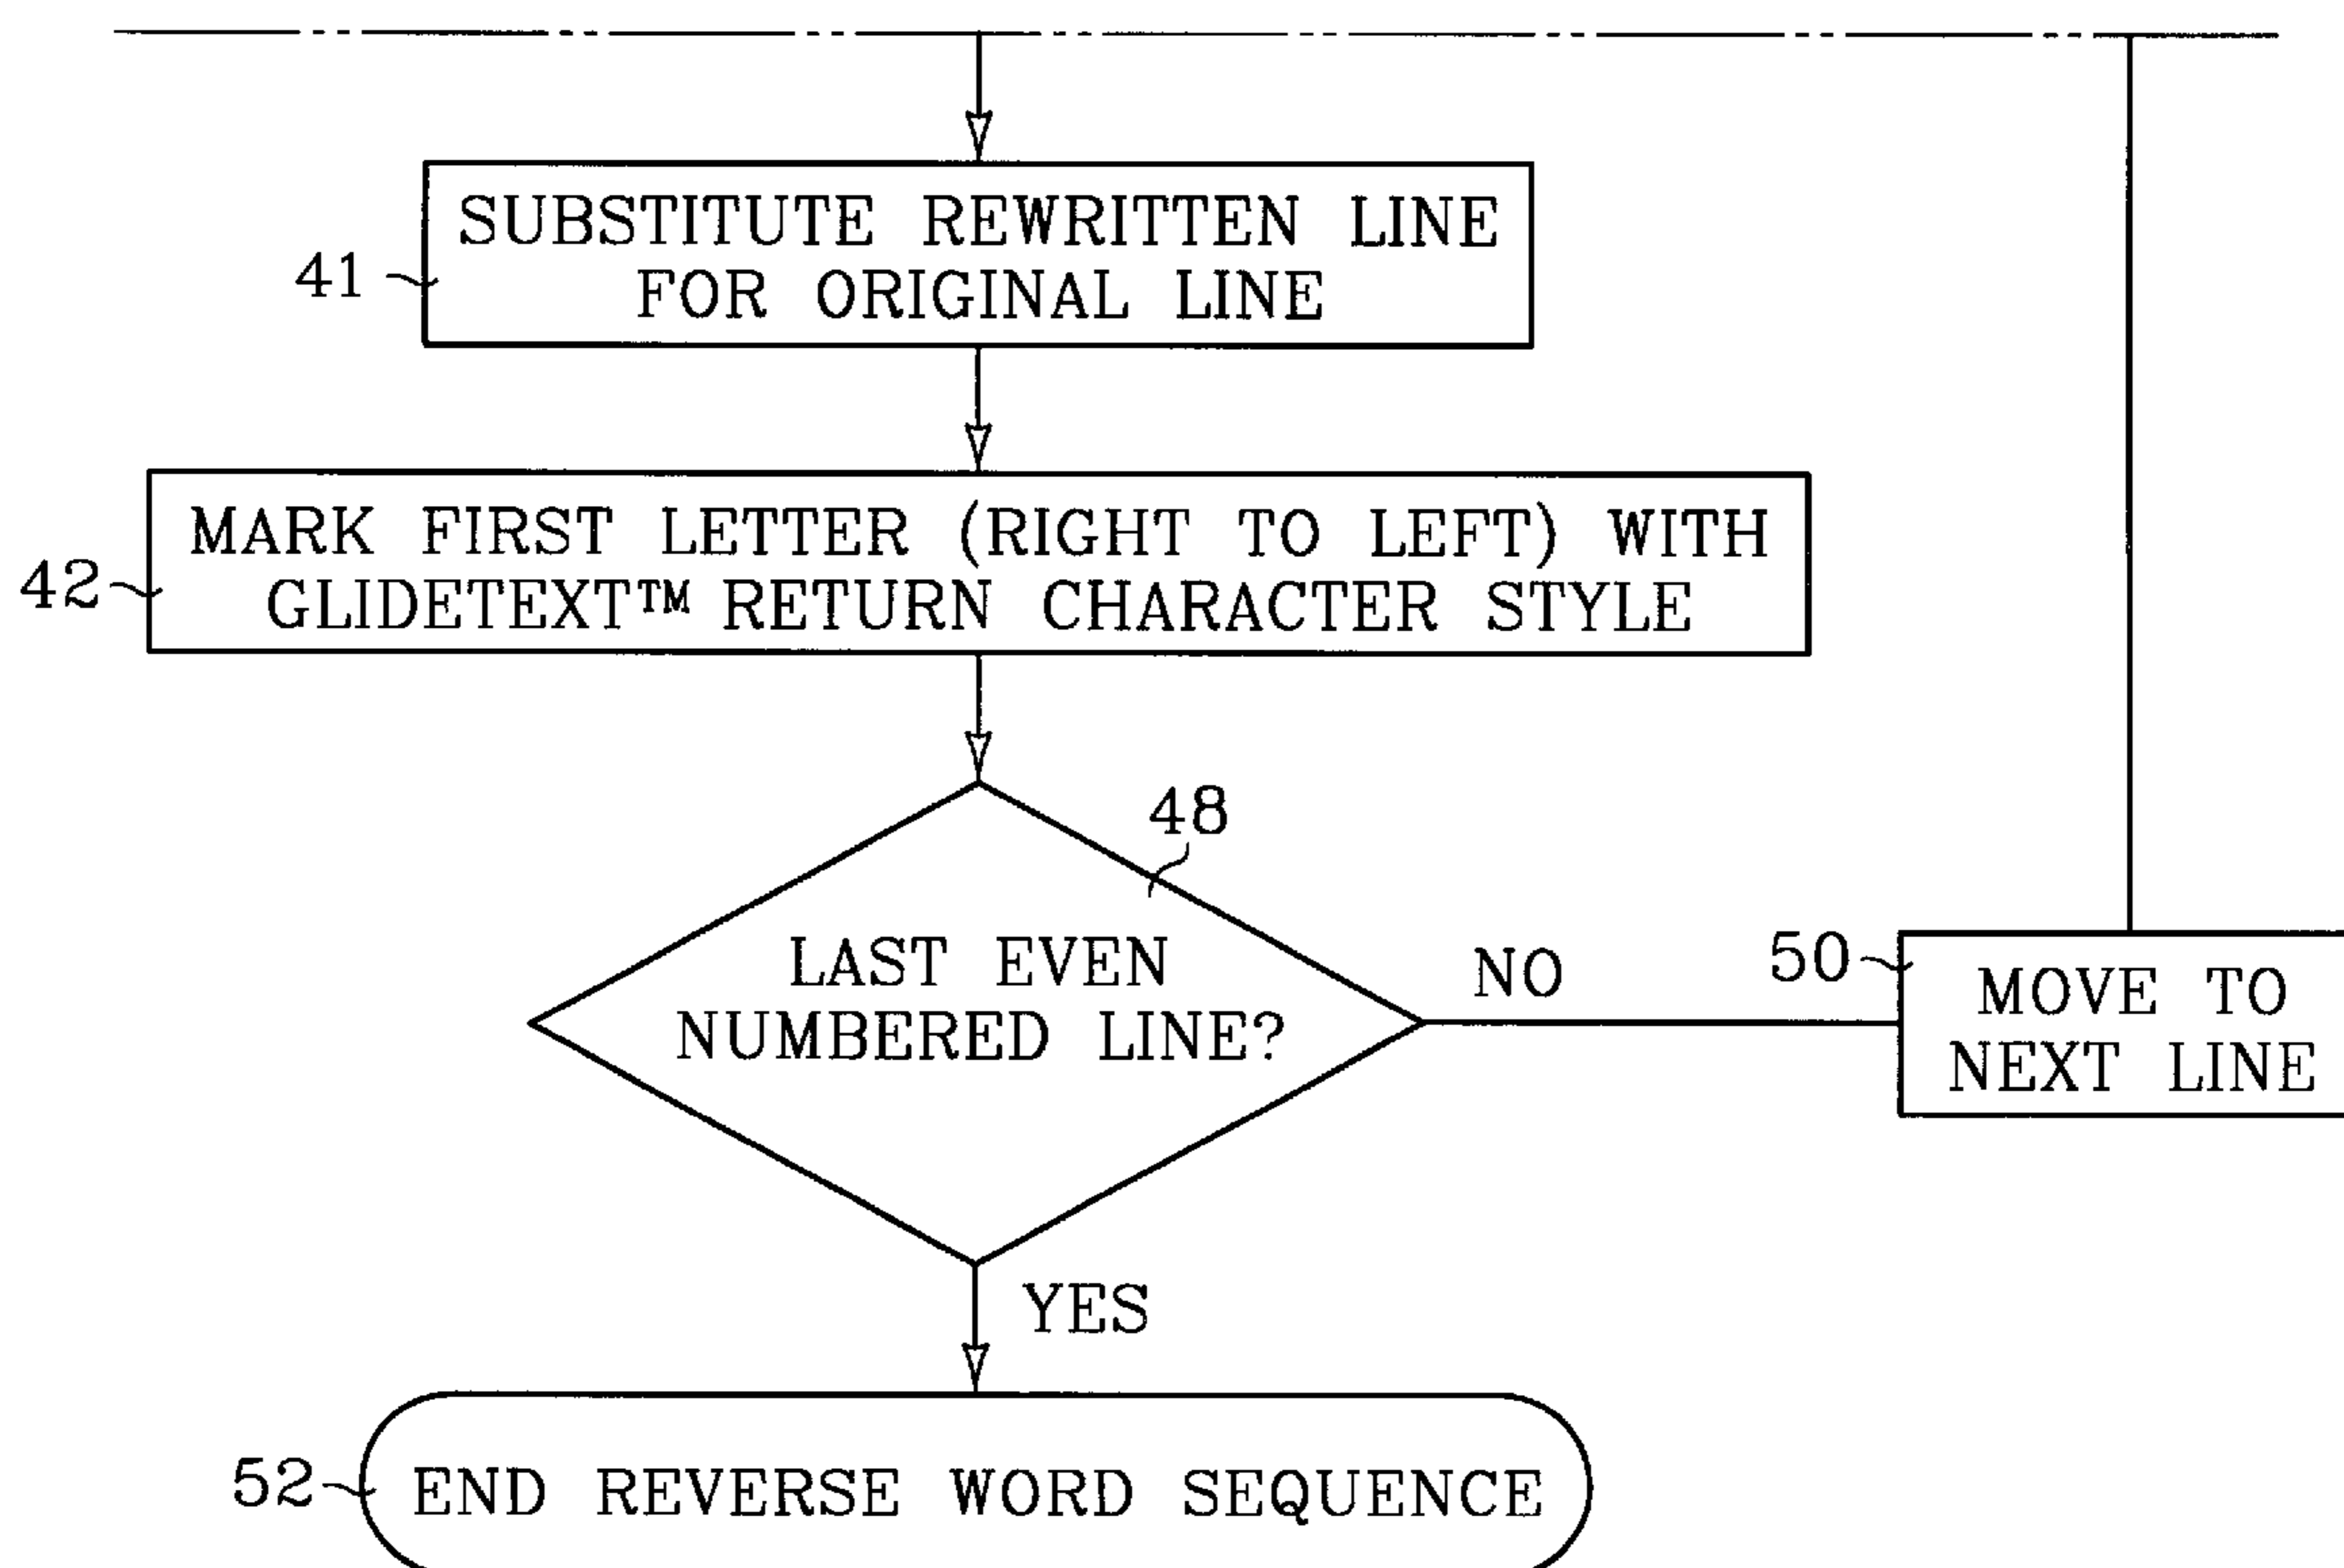 SUBSTITUTE REWRITTEN LINE
FOR ORIGINAL LINE
41
MARK FIRST LETTER (RIGHT TO LEFT) WITH
GLIDETEXT™ RETURN CHARACTER STYLE
42
48
LAST EVEN
NUMBERED LINE?
NO
50
MOVE TO
NEXT LINE
YES
52
END REVERSE WORD SEQUENCE